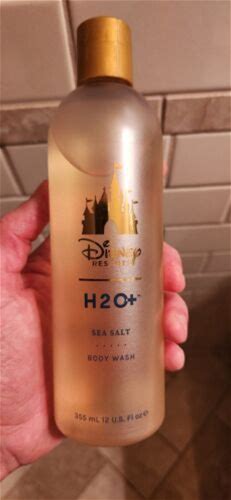 Disney
RESORTS
H2O+
SEA SALT
BODY WASH
355 mL 12 U.S. Fl oz e